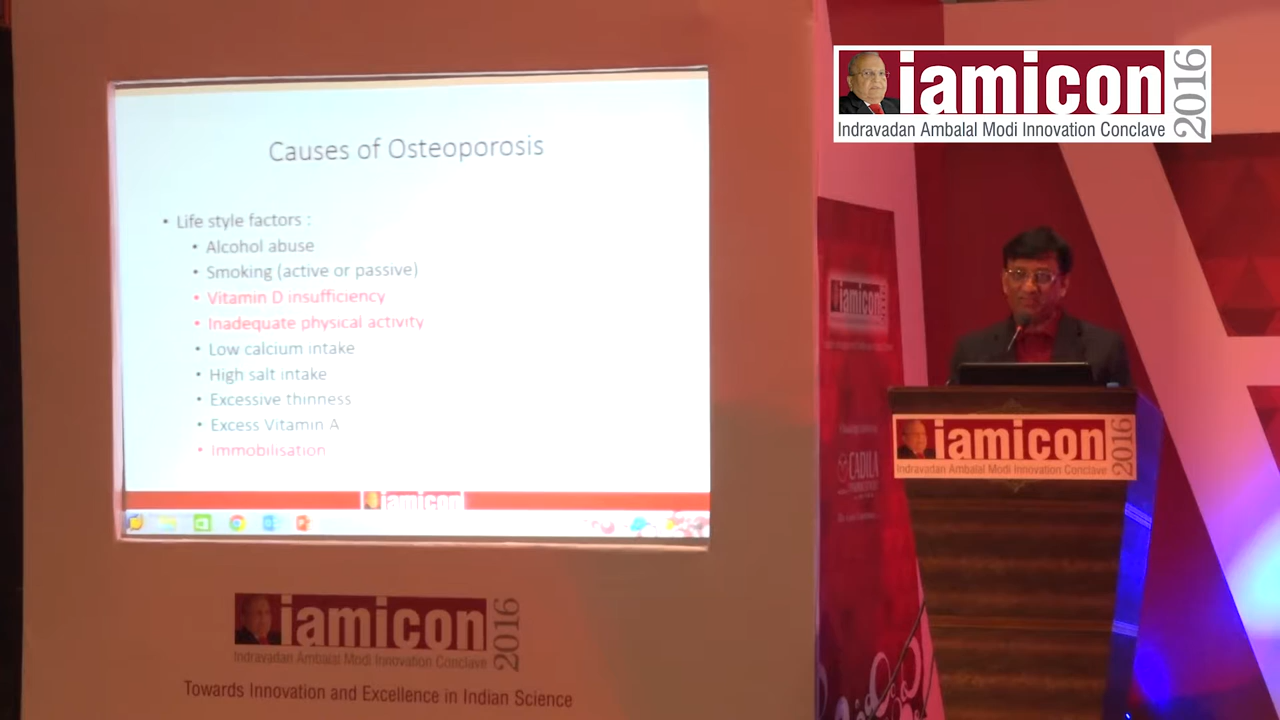 Causes of Osteoporosis
• Life style factors :
• Alcohol abuse
• Smoking (active or passive)
• Vitamin D insufficiency
• Inadequate physical activity
• Low calcium intake
• High salt intake
• Excessive thinness
• Excess Vitamin A
• Immobilisation
iamicon
iamicon 2016
Indravadan Ambalal Modi Innovation Conclave
Towards Innovation and Excellence in Indian Science
iamicon 2016
Indravadan Ambalal Modi Innovation Conclave
iamicon
CADILA
iamicon 2016
Indravadan Ambalal Modi Innovation Conclave